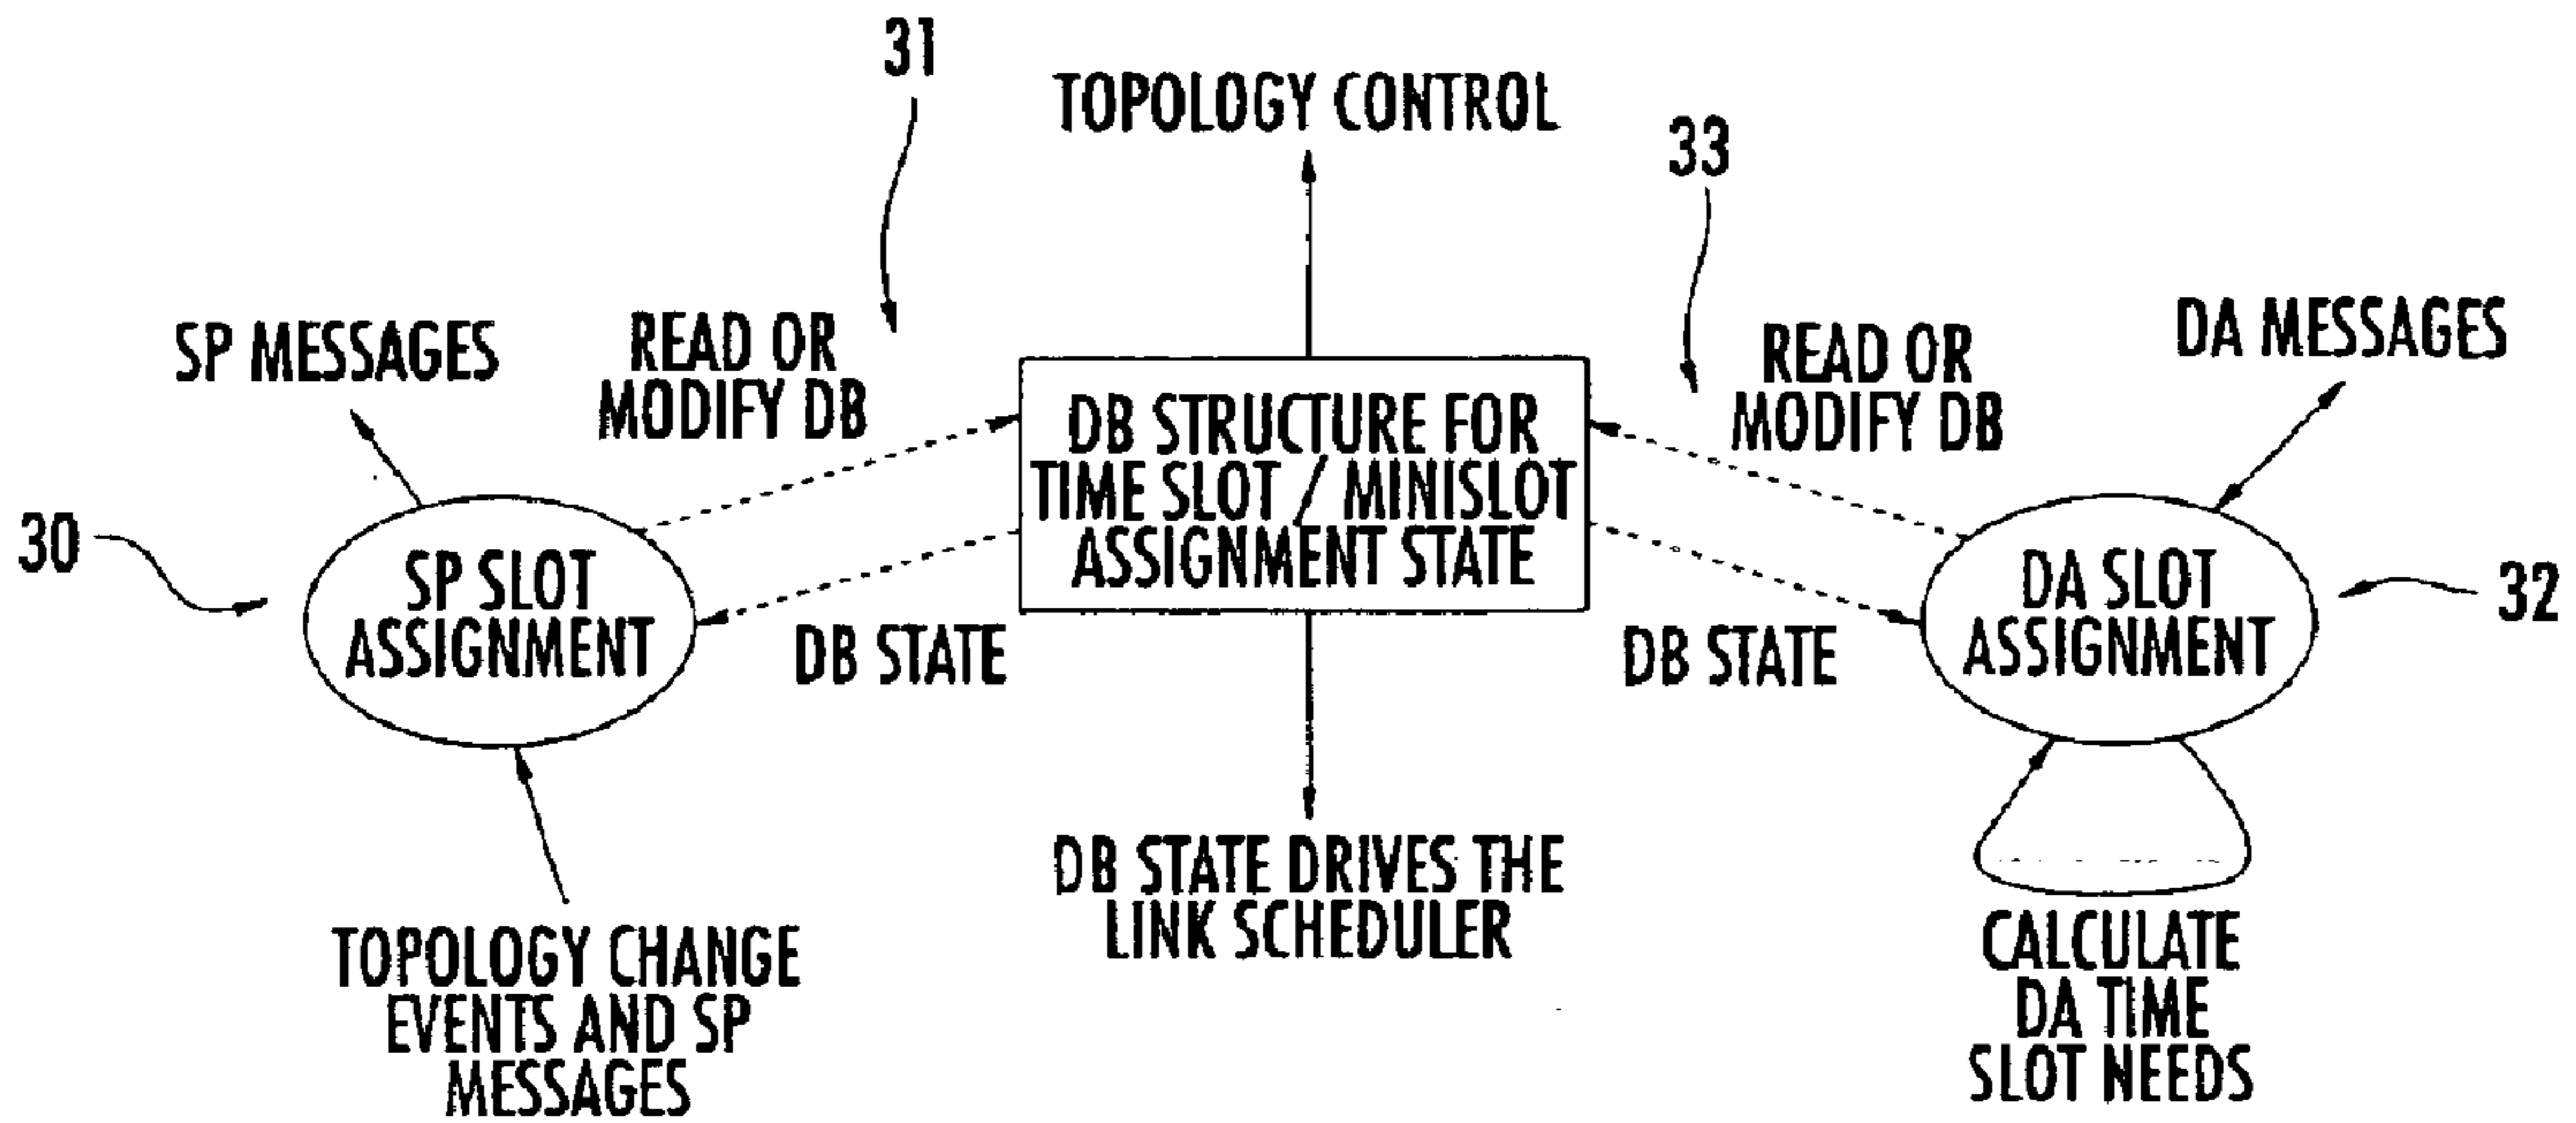 31
TOPOLOGY CONTROL
33
SP MESSAGES
READ OR
MODIFY DB
READ OR
MODIFY DB
DA MESSAGES
DB STRUCTURE FOR
TIME SLOT / MINISLOT
ASSIGNMENT STATE
30
SP SLOT
ASSIGNMENT
DB STATE
DB STATE
DA SLOT
ASSIGNMENT
32
TOPOLOGY CHANGE
EVENTS AND SP
MESSAGES
DB STATE DRIVES THE
LINK SCHEDULER
CALCULATE
DA TIME
SLOT NEEDS